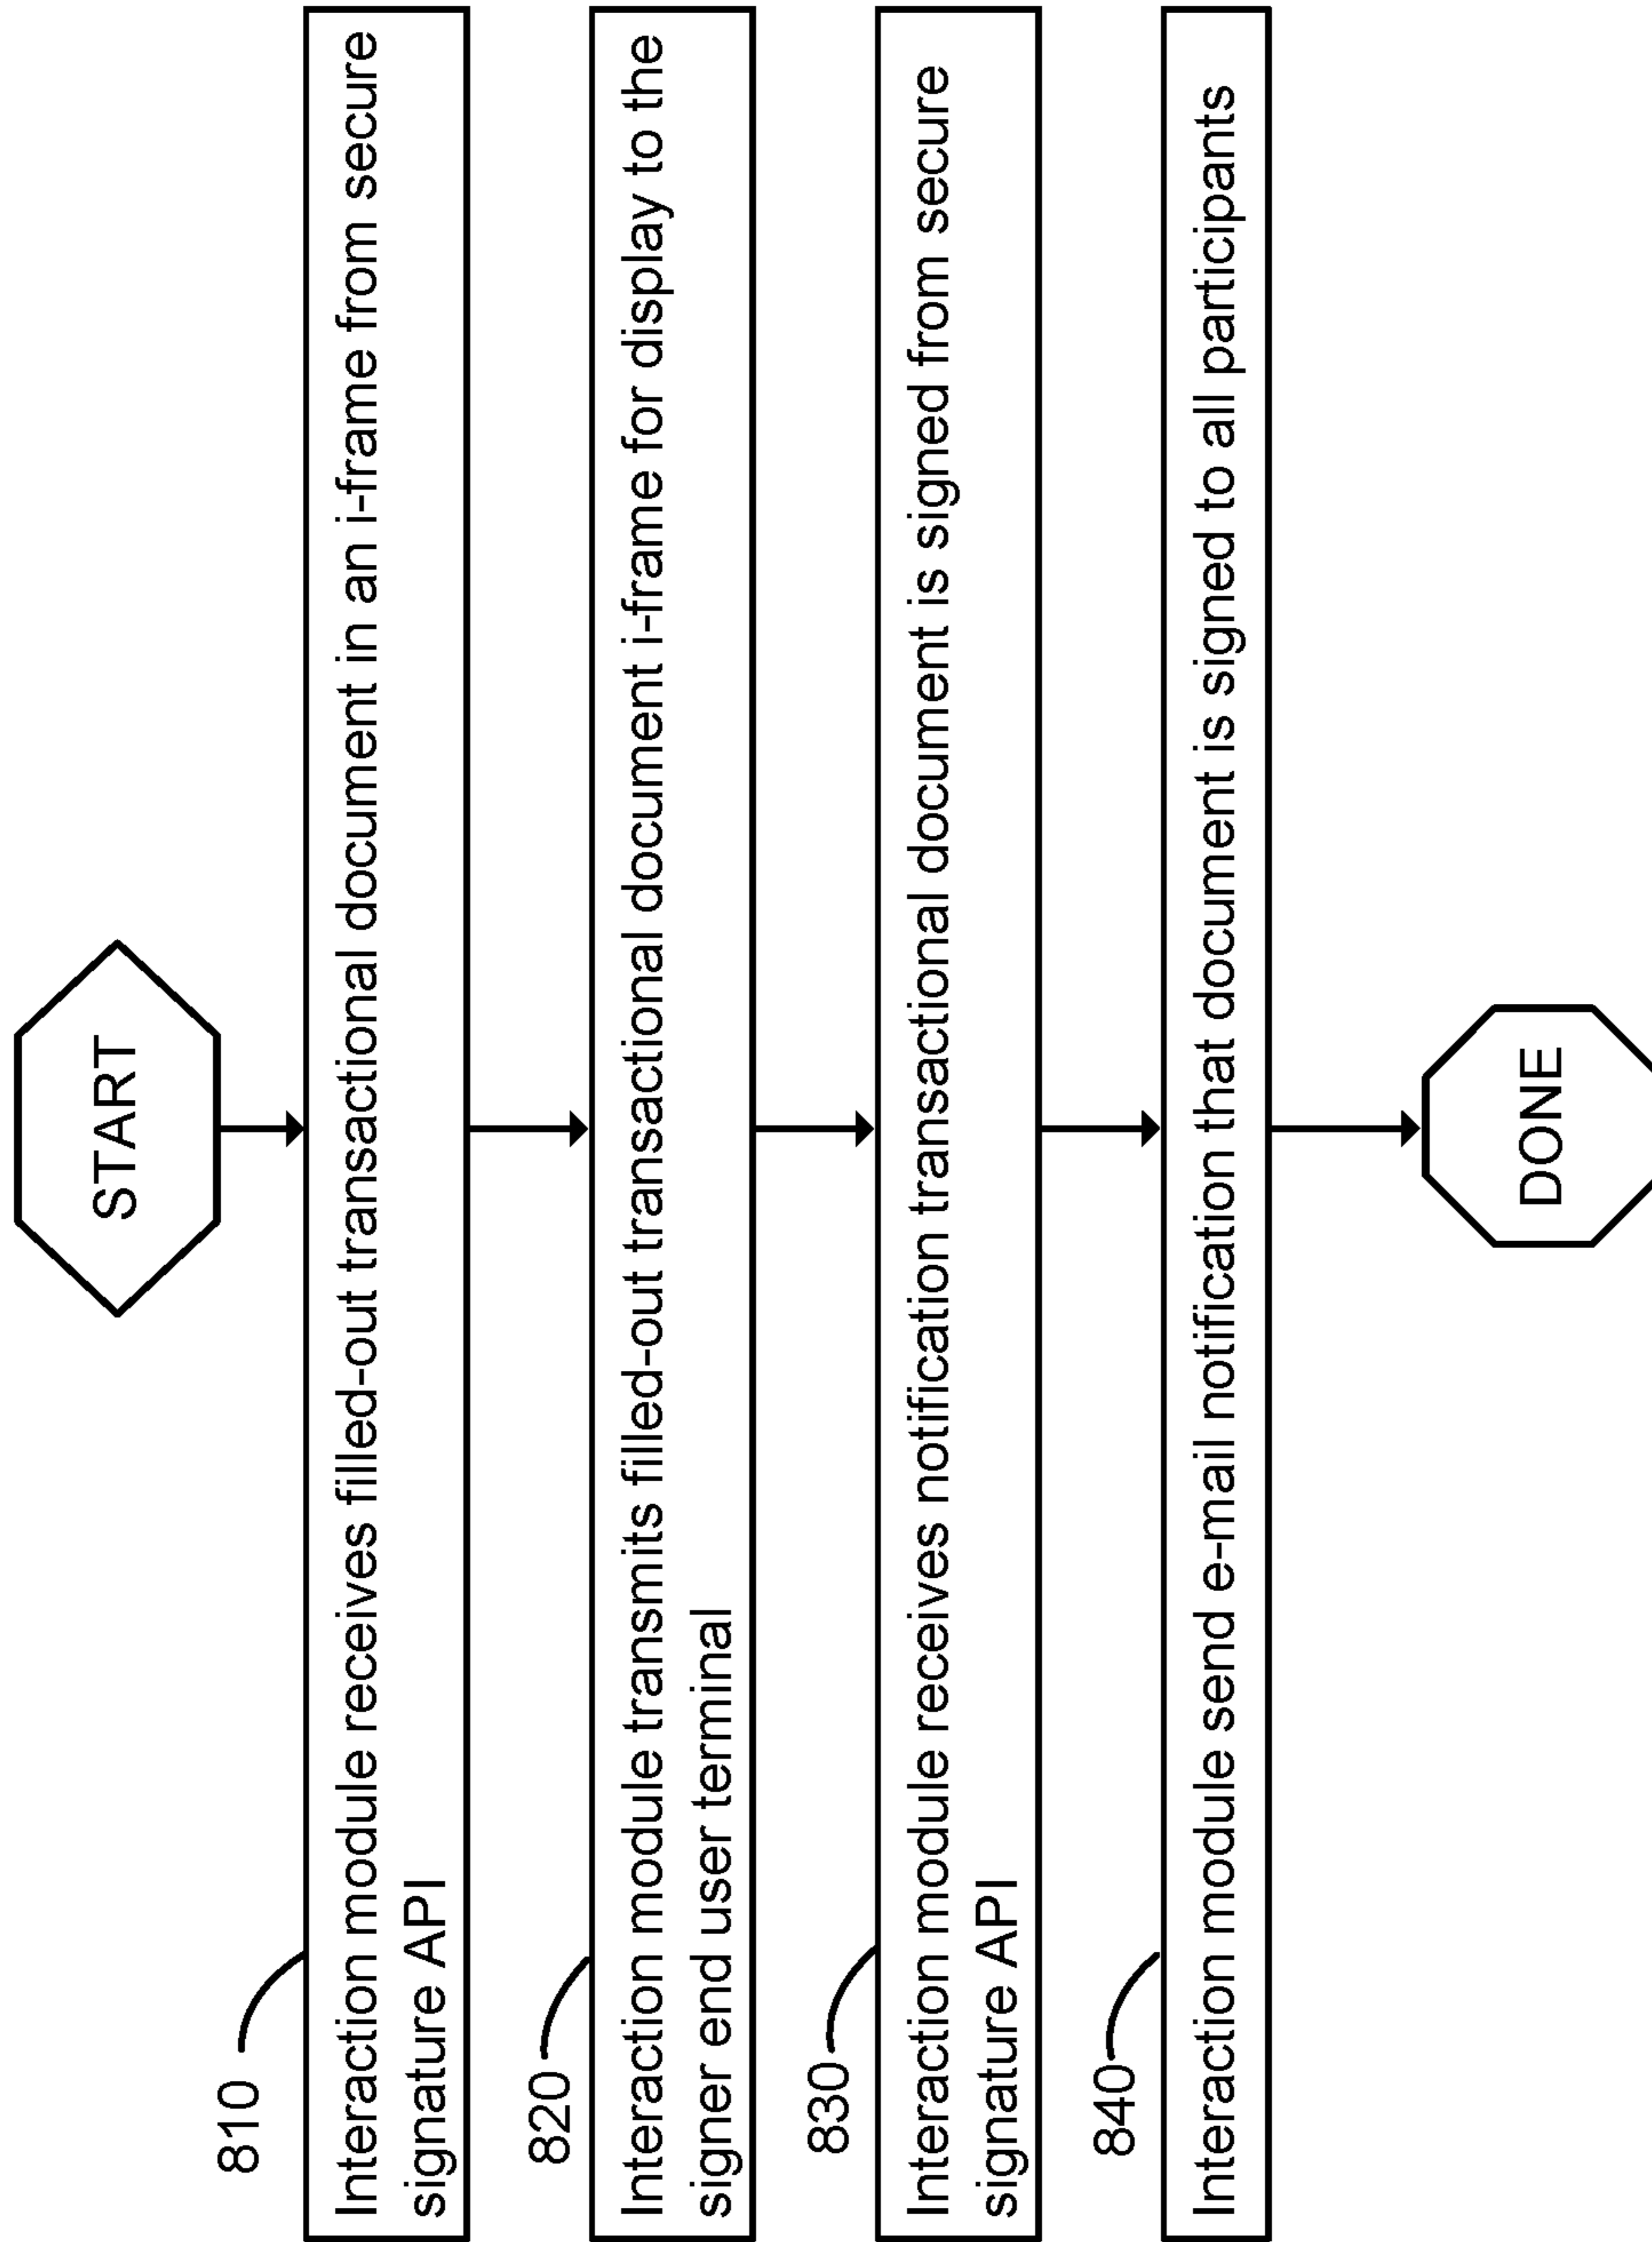 START
810
Interaction module receives filled-out transactional document in an i-frame from secure
signature API
820
Interaction module transmits filled-out transactional document i-frame for display to the
signer end user terminal
830
Interaction module receives notification transactional document is signed from secure
signature API
840
Interaction module send e-mail notification that document is signed to all participants
DONE